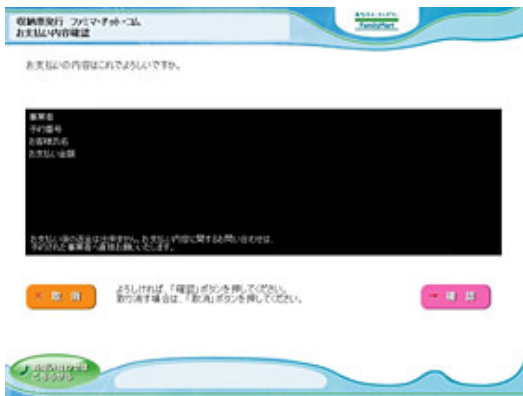 収納票発行 ファミマ・ドット・コム
お支払い内容確認
FamilyMart
お支払いの内容はこれでよろしいですか。
事業者
予約番号
お客様氏名
お支払い金額
お支払い後の返金は出来ません。お支払い内容に関するお問い合わせは、
予約された事業者へ直接お願いいたします。
× 取 消
よろしければ、「確認」ボタンを押してください。
取り消す場合は、「取消」ボタンを押してください。
→ 確 認
こちらから